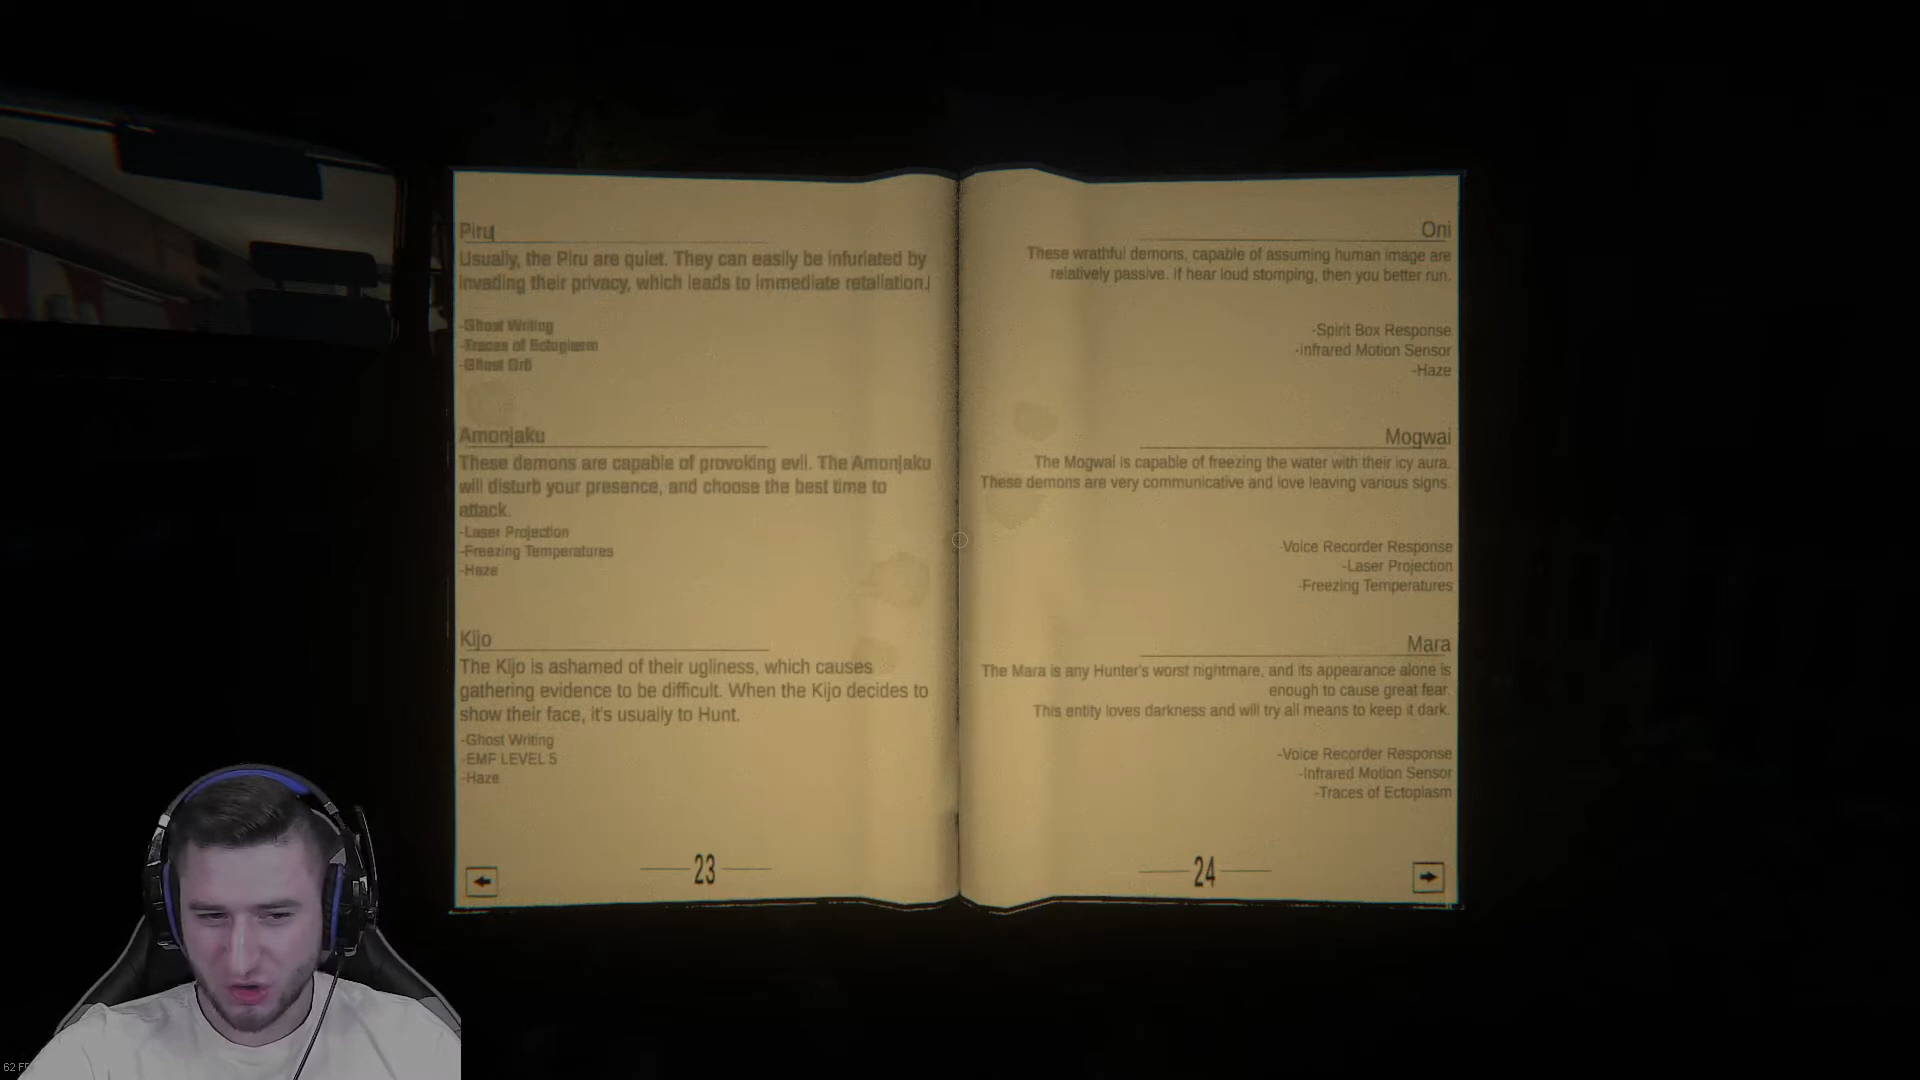 Piru
Usually, the Piru are quiet. They can easily be infuriated by
invading their privacy, which leads to immediate retaliation.
-Ghost Writing
-Traces of Ectoplasm
-Ghost Orb
Amonjaku
These demons are capable of provoking evil. The Amonjaku
will disturb your presence, and choose the best time to
attack.
-Laser Projection
-Freezing Temperatures
-Haze
Kijo
The Kijo is ashamed of their ugliness, which causes
gathering evidence to be difficult. When the Kijo decides to
show their face, it's usually to Hunt.
-Ghost Writing
-EMF LEVEL 5
-Haze
23
Oni
These wrathful demons, capable of assuming human image are
relatively passive. if hear loud stomping, then you better run.
-Spirit Box Response
-Infrared Motion Sensor
-Haze
Mogwai
The Mogwai is capable of freezing the water with their icy aura.
These demons are very communicative and love leaving various signs.
-Voice Recorder Response
-Laser Projection
-Freezing Temperatures
Mara
The Mara is any Hunter's worst nightmare, and its appearance alone is
enough to cause great fear.
This entity loves darkness and will try all means to keep it dark.
-Voice Recorder Response
-Infrared Motion Sensor
-Traces of Ectoplasm
24
62